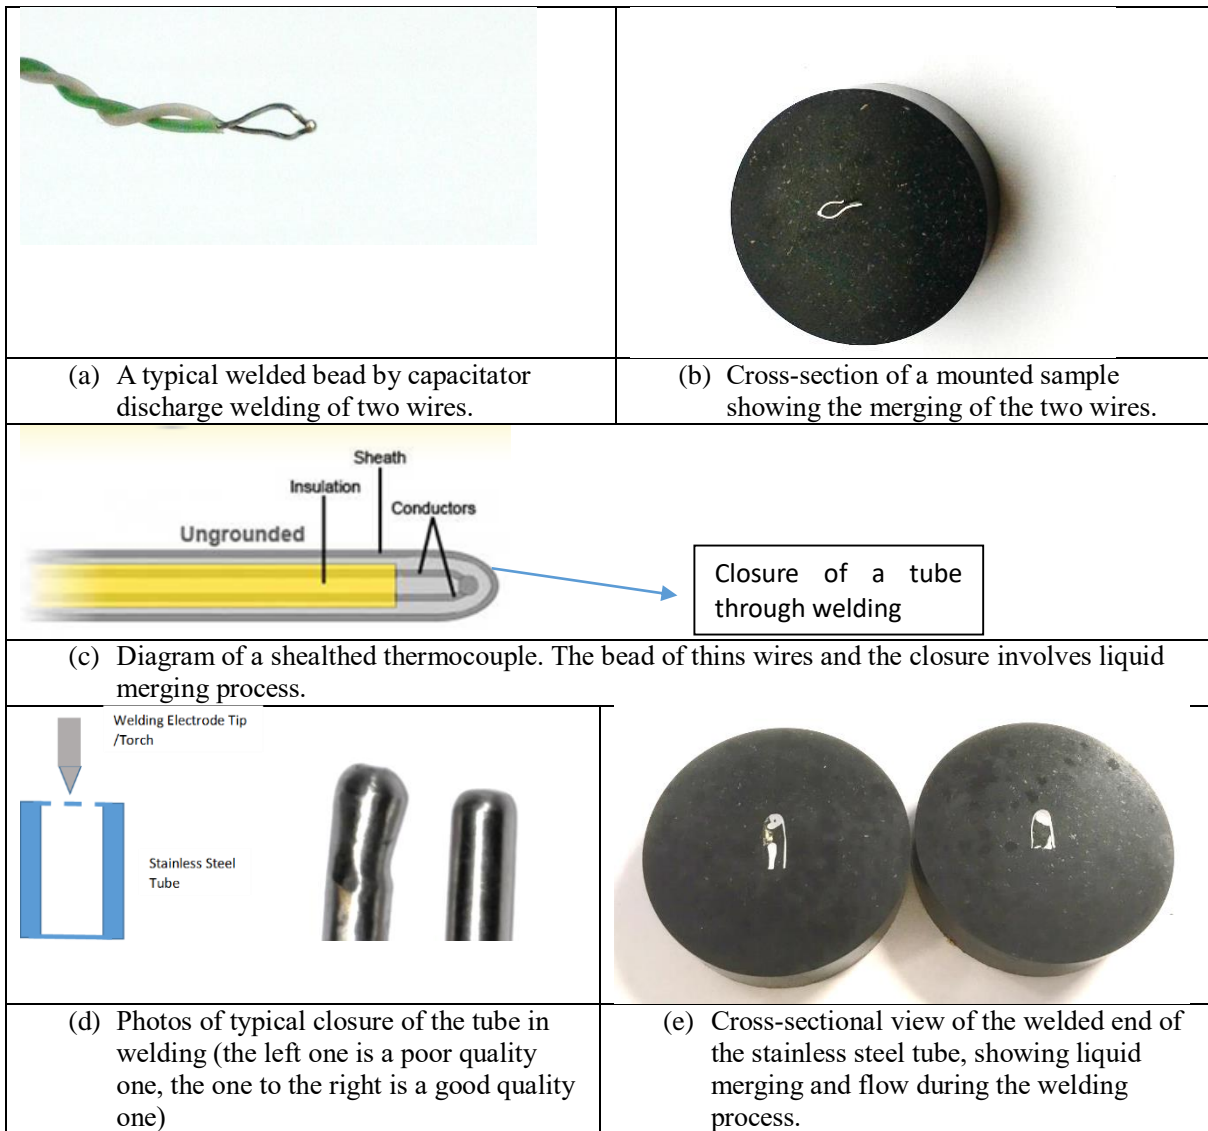 (a) A typical welded bead by capacitator
discharge welding of two wires.
(b) Cross-section of a mounted sample
showing the merging of the two wires.
Sheath
Insulation
Conductors
Ungrounded
Closure of a tube
through welding
(c) Diagram of a shealthed thermocouple. The bead of thins wires and the closure involves liquid
merging process.
Welding Electrode Tip
/Torch
Stainless Steel
Tube
(d) Photos of typical closure of the tube in
welding (the left one is a poor quality
one, the one to the right is a good quality
one)
(e) Cross-sectional view of the welded end of
the stainless steel tube, showing liquid
merging and flow during the welding
process.